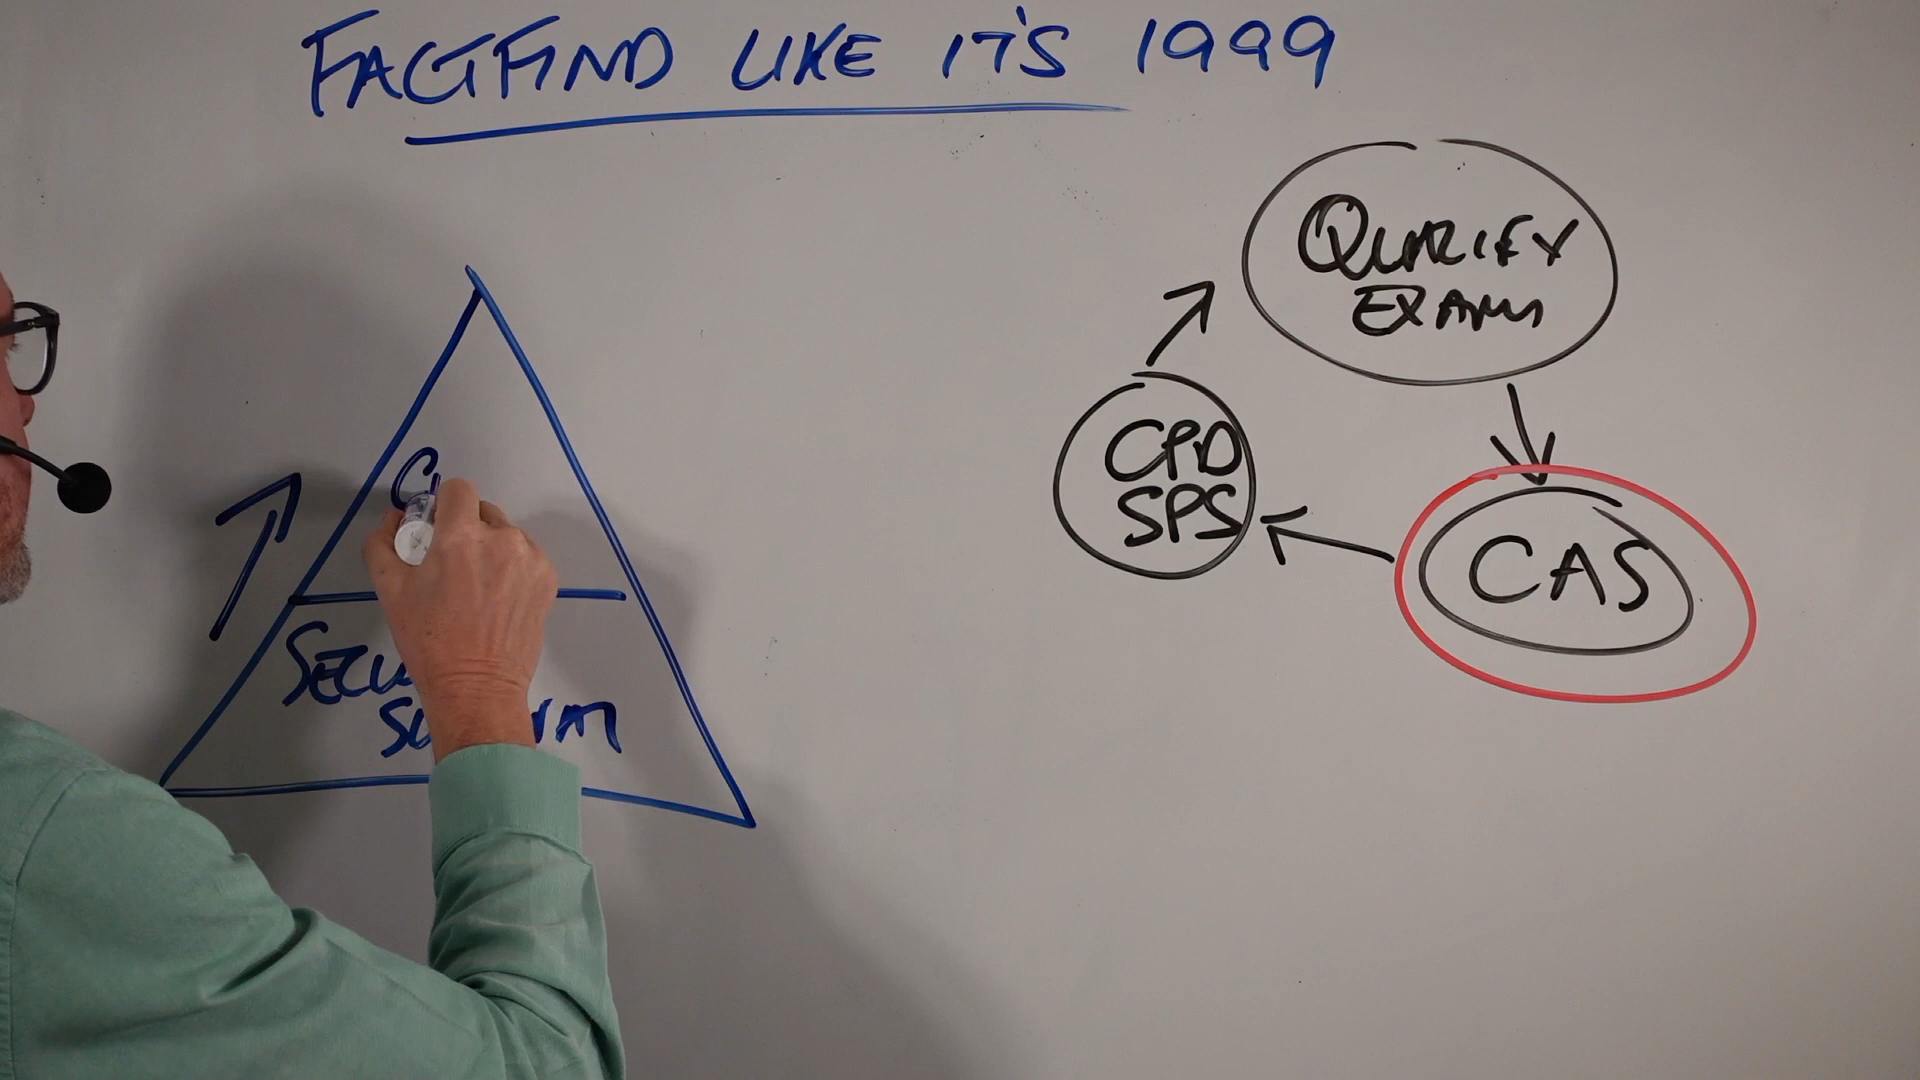 FACTFIND LIKE IT'S 1999
QUALIFY
EXAMS
CPD
SPS
CAS